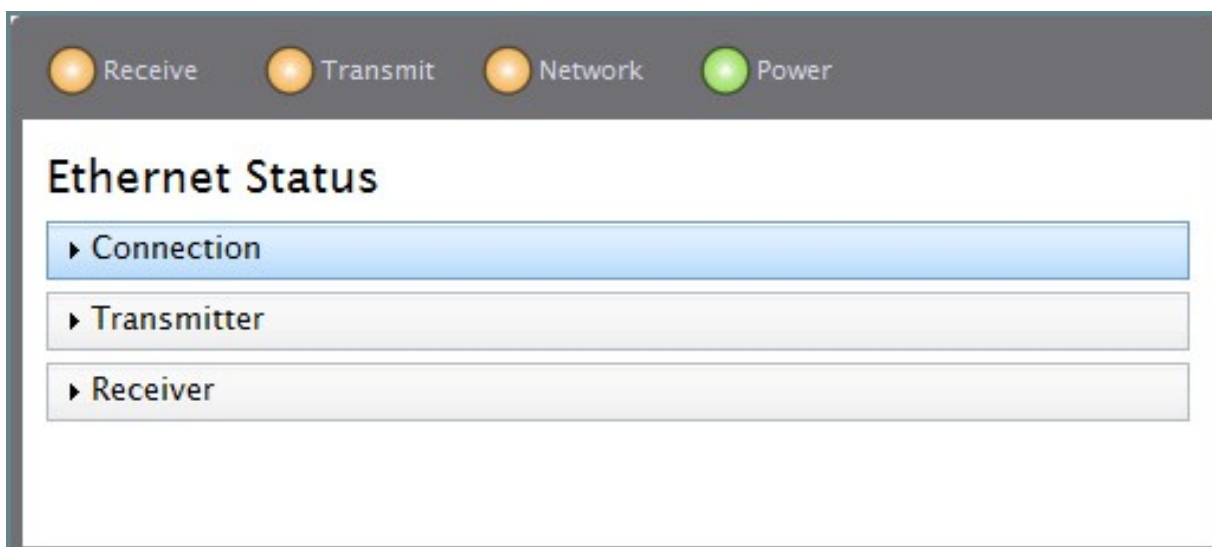 Receive Transmit Network Power
Ethernet Status
Connection
Transmitter
Receiver